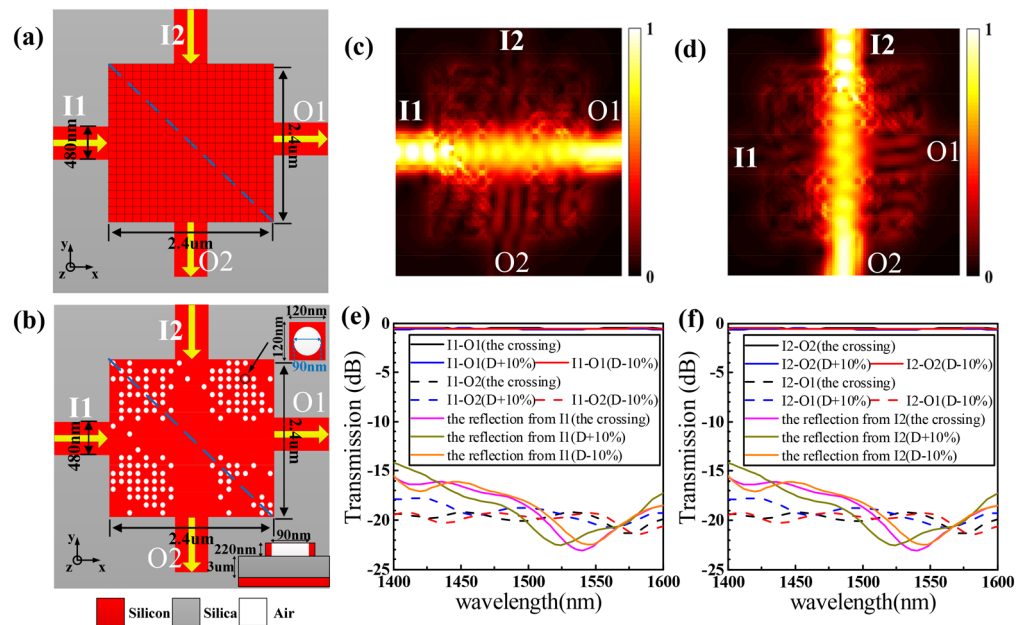 (a)
I2
I1
O1
480nm
2.4um
2.4um
O2
y
z
x
(b)
I2
120nm
120nm
90nm
I1
O1
480nm
2.4um
2.4um
O2
90nm
220nm
3um
y
z
x
Silicon
Silica
Air
(c)
I2
I1
O1
O2
1
0
(d)
I2
I1
O1
O2
1
0
(e)
Transmission (dB)
0
-5
-10
-15
-20
-25
I1-O1(the crossing)
I1-O1(D+10%) I1-O1(D-10%)
I1-O2(the crossing)
I1-O2(D+10%) I1-O2(D-10%)
the reflection from I1(the crossing)
the reflection from I1(D+10%)
the reflection from I1(D-10%)
1400 1450 1500 1550 1600
wavelength(nm)
(f)
Transmission (dB)
0
-5
-10
-15
-20
-25
I2-O2(the crossing)
I2-O2(D+10%) I2-O2(D-10%)
I2-O1(the crossing)
I2-O1(D+10%) I2-O1(D-10%)
the reflection from I2(the crossing)
the reflection from I2(D+10%)
the reflection from I2(D-10%)
1400 1450 1500 1550 1600
wavelength(nm)